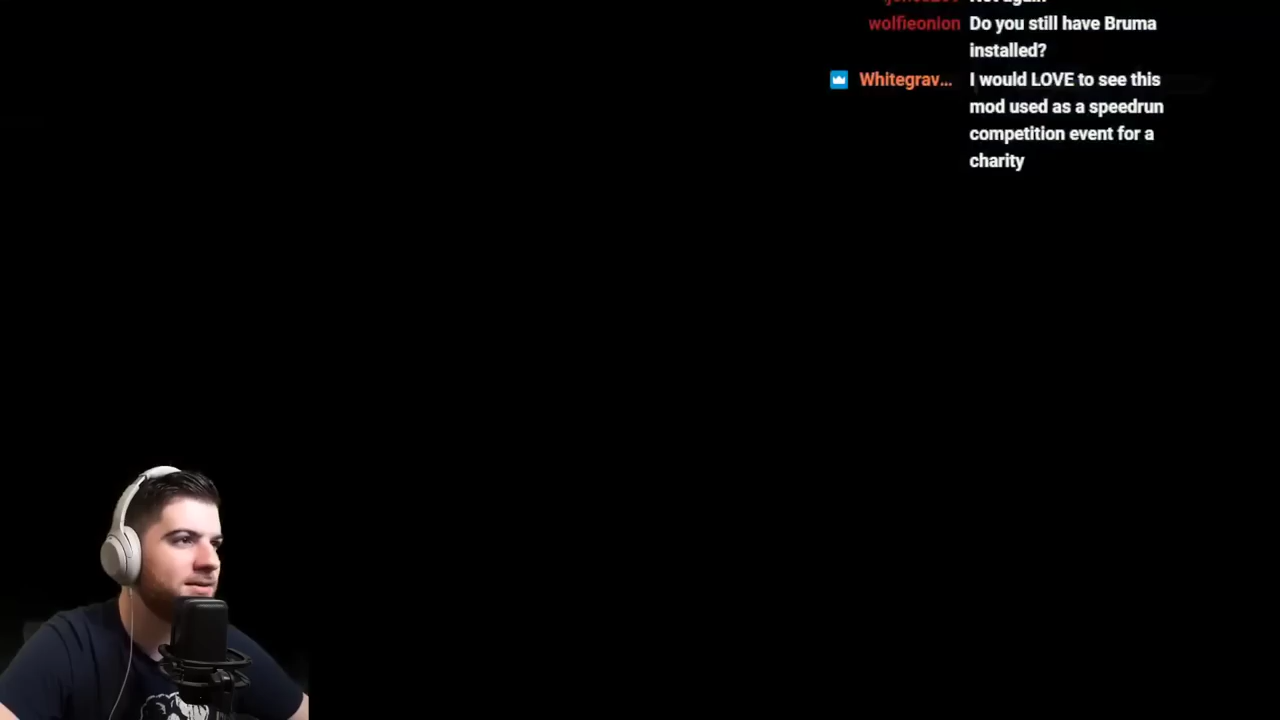 wolfieonion Do you still have Bruma
installed?
Whitegrav... I would LOVE to see this
mod used as a speedrun
competition event for a
charity